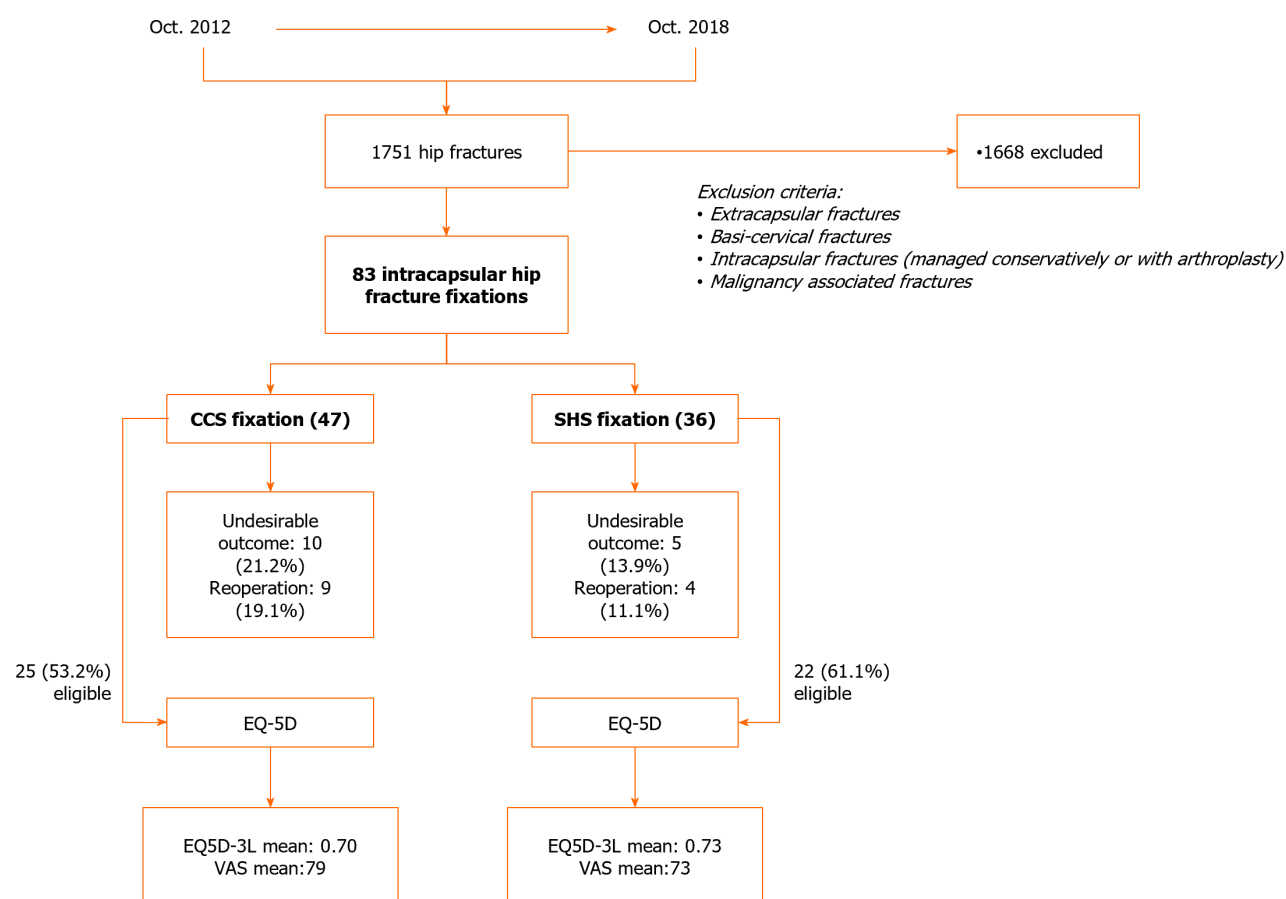 Oct. 2012
Oct. 2018
1751 hip fractures
•1668 excluded
Exclusion criteria:
• Extracapsular fractures
• Basi-cervical fractures
• Intracapsular fractures (managed conservatively or with arthroplasty)
• Malignancy associated fractures
83 intracapsular hip
fracture fixations
CCS fixation (47)
SHS fixation (36)
Undesirable
outcome: 10
(21.2%)
Reoperation: 9
(19.1%)
Undesirable
outcome: 5
(13.9%)
Reoperation: 4
(11.1%)
25 (53.2%)
eligible
22 (61.1%)
eligible
EQ-5D
EQ-5D
EQ5D-3L mean: 0.70
VAS mean:79
EQ5D-3L mean: 0.73
VAS mean:73